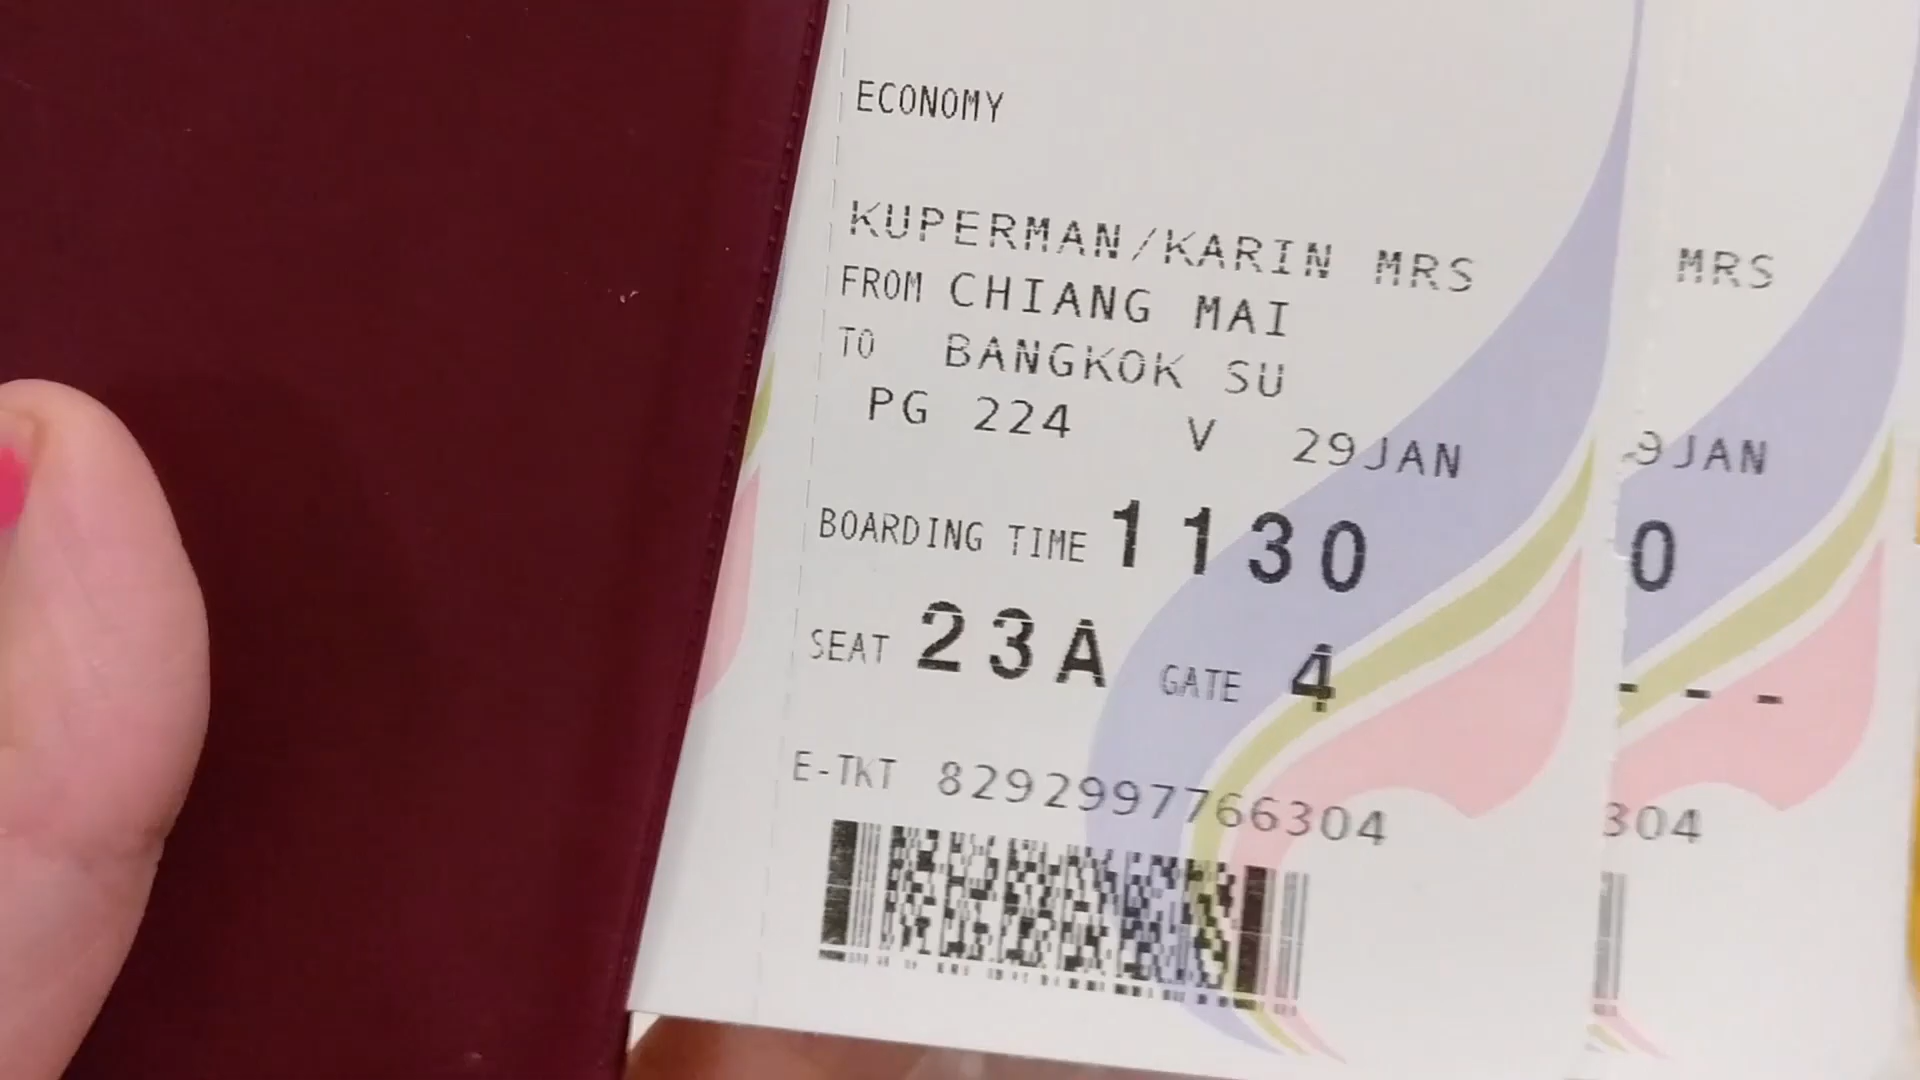 ECONOMY
KUPERMAN/KARIN MRS
FROM CHIANG MAI
TO BANGKOK SU
PG 224 V 29JAN
BOARDING TIME 1130
SEAT 23A GATE 4
E-TKT 8292997766304
MRS
9JAN
0
- - -
304